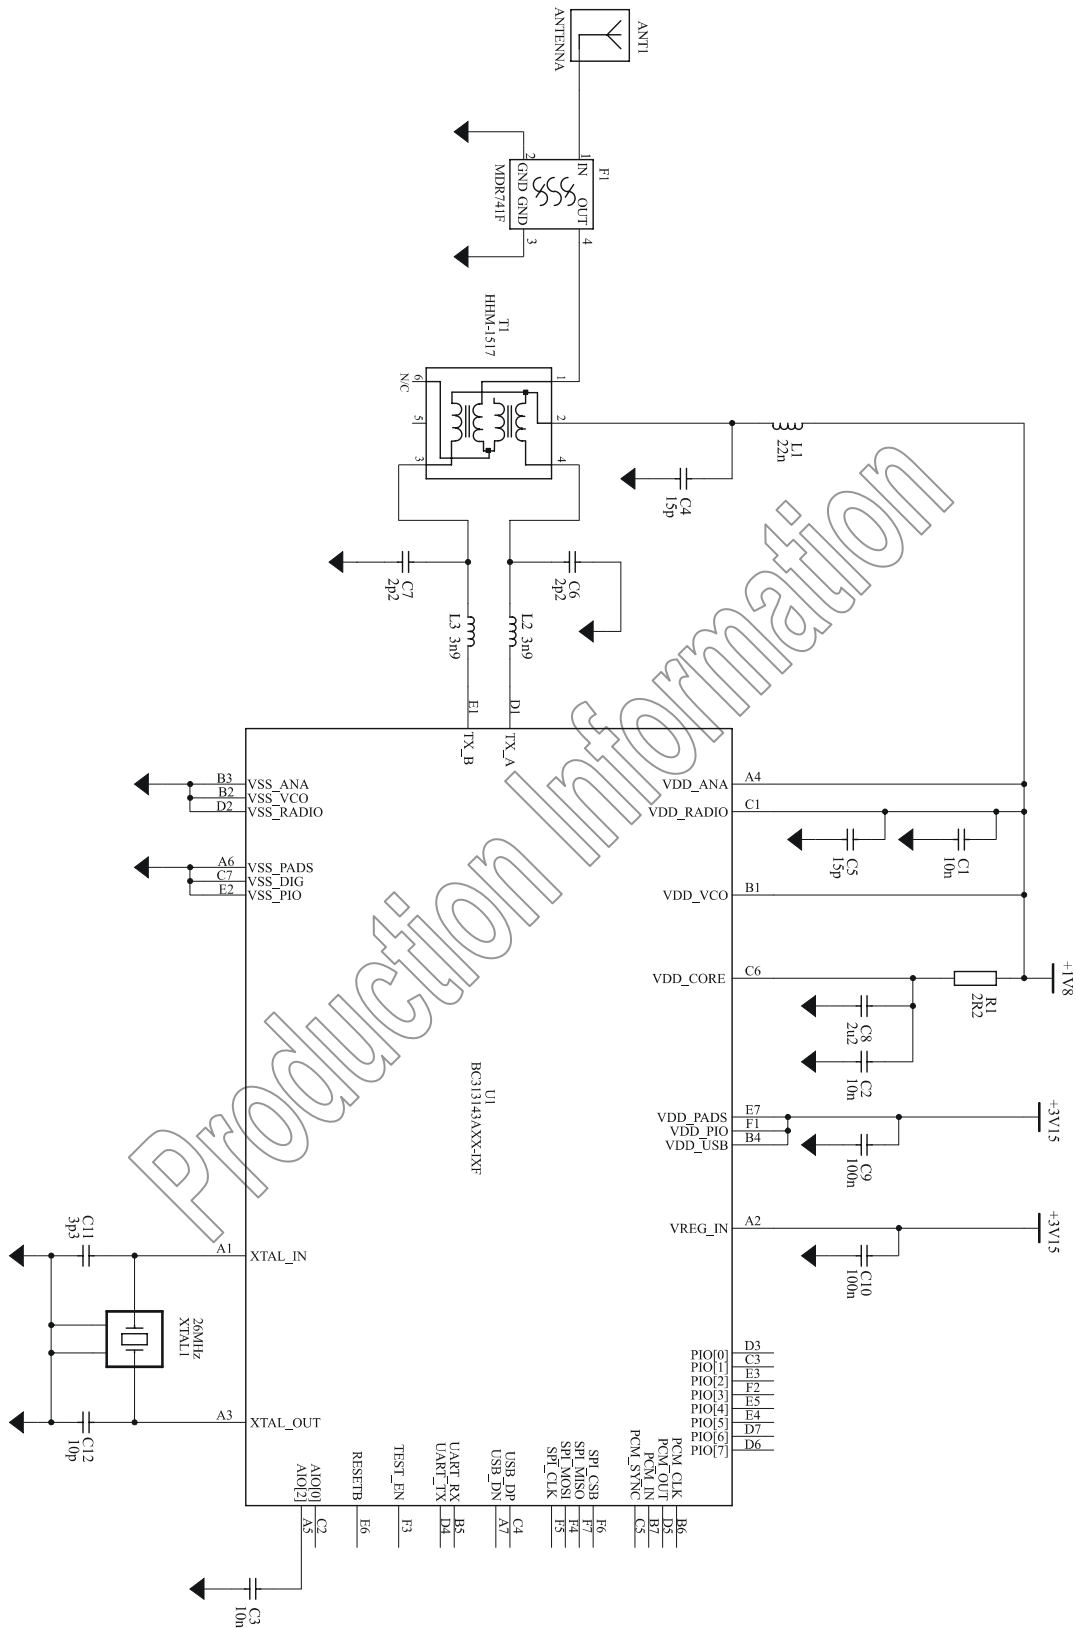 ANT1
ANTENNA
F1
1
IN
OUT
4
2
GND GND
3
MDR741F
T1
HHM-1517
1
2
4
6
N/C
5
3
L1
22n
C4
15p
C7
2p2
C6
2p2
L3 3n9
L2 3n9
E1
D1
TX_B
TX_A
B3
VSS_ANA
B2
VSS_VCO
D2
VSS_RADIO
A6
VSS_PADS
C7
VSS_DIG
E2
VSS_PIO
VDD_ANA
A4
VDD_RADIO
C1
C5
15p
C1
10n
VDD_VCO
B1
VDD_CORE
C6
R1
2R2
+1V8
C8
2u2
C2
10n
U1
BC313143AXX-IXF
VDD_PADS
E7
VDD_PIO
F1
VDD_USB
B4
+3V15
C9
100n
VREG_IN
A2
+3V15
C10
100n
C11
3p3
A1
XTAL_IN
26MHz
XTAL1
A3
XTAL_OUT
C12
10p
PIO[0]
D3
PIO[1]
C3
PIO[2]
E3
PIO[3]
F2
PIO[4]
E5
PIO[5]
E4
PIO[6]
D7
PIO[7]
D6
AIO[0]
AIO[2]
RESETB
TEST_EN
UART_RX
UART_TX
USB_DP
USB_DN
SPI_CSB
SPI_MISO
SPI_MOSI
SPI_CLK
PCM_CLK
PCM_OUT
PCM_IN
PCM_SYNC
C2
A5
E6
F3
B5
D4
C4
A7
F6
F7
F4
F5
B6
D5
B7
C5
C3
10n
Production Information